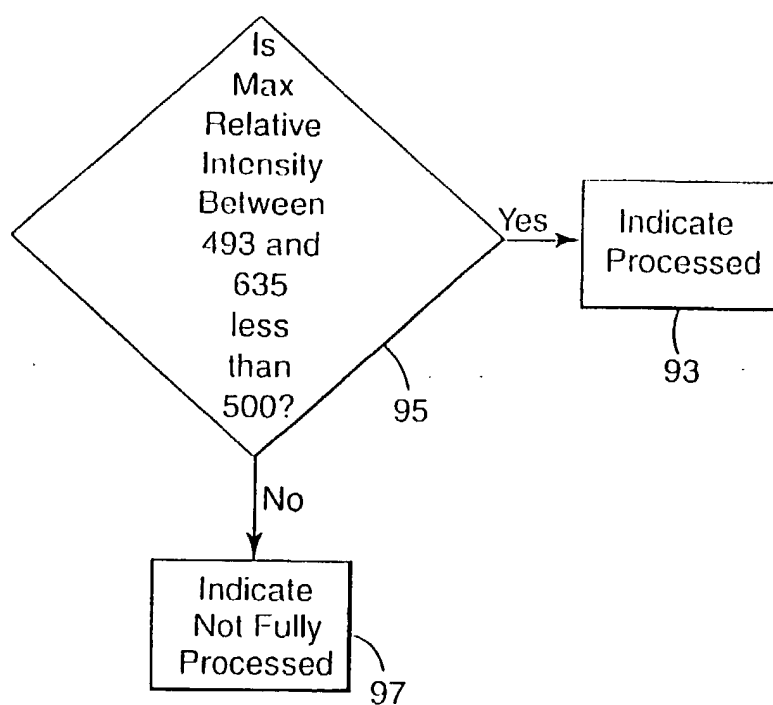 Is
Max
Relative
Intensity
Between
493 and
635
less
than
500?
Yes
Indicate
Processed
93
95
No
Indicate
Not Fully
Processed
97